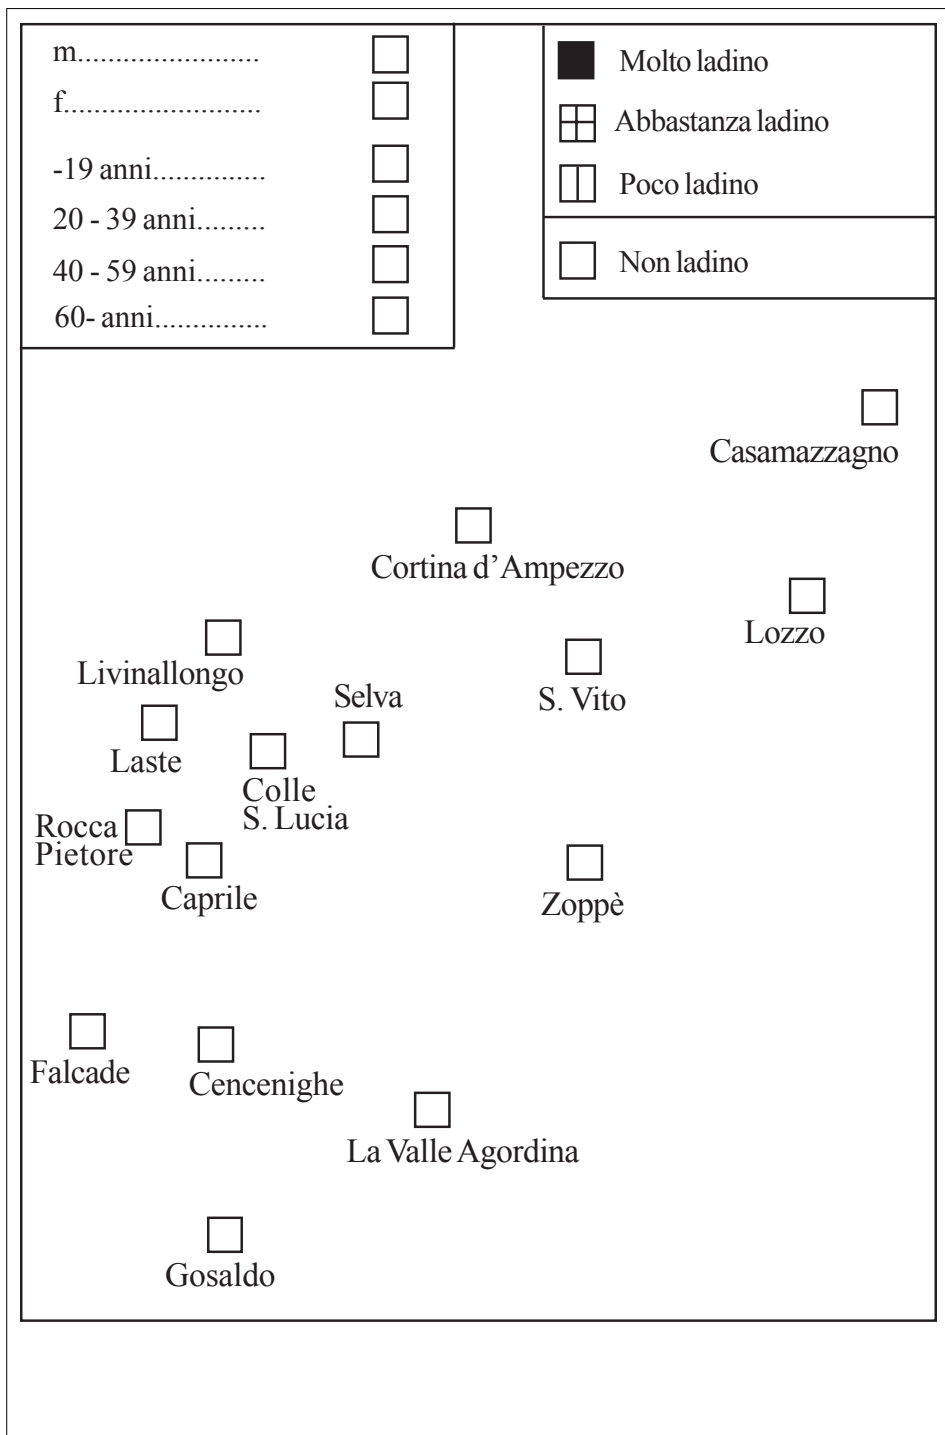 m.......................
f.........................
-19 anni..............
20 - 39 anni.........
40 - 59 anni.........
60- anni...............
Molto ladino
Abbastanza ladino
Poco ladino
Non ladino
Casamazzagno
Cortina d’Ampezzo
Lozzo
Livinallongo
S. Vito
Selva
Laste
Colle
S. Lucia
Rocca
Pietore
Caprile
Zoppè
Falcade
Cencenighe
La Valle Agordina
Gosaldo